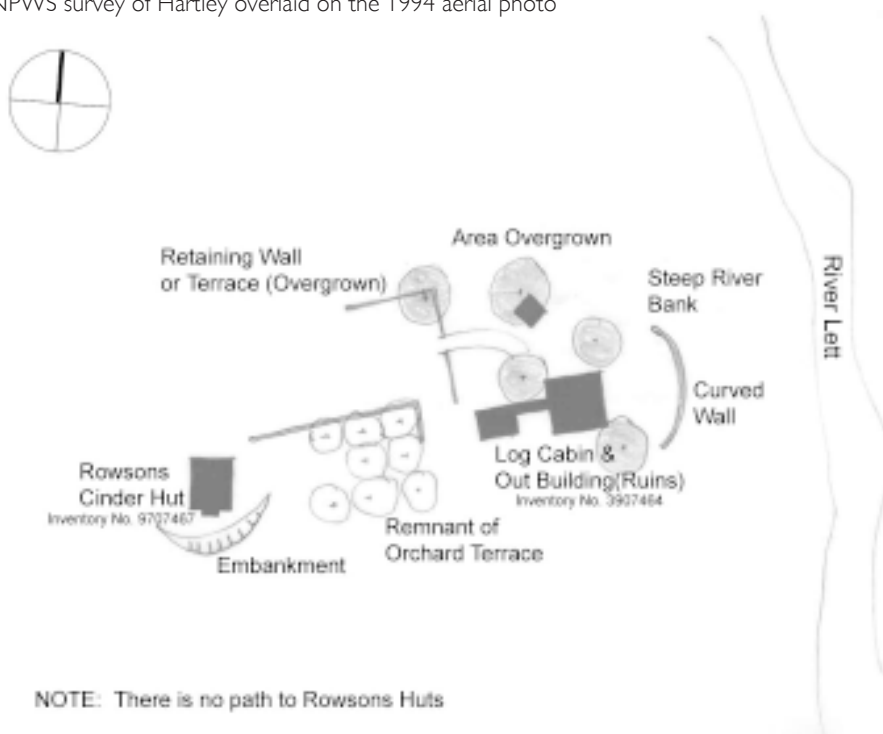 NPWS survey of Hartley overlaid on the 1994 aerial photo
Area Overgrown
Retaining Wall
or Terrace (Overgrown)
Steep River
Bank
River Lett
Curved
Wall
Log Cabin &
Out Building(Ruins)
Inventory No. 3907464
Rowsons
Cinder Hut
Inventory No. 9707467
Remnant of
Orchard Terrace
Embankment
NOTE: There is no path to Rowsons Huts